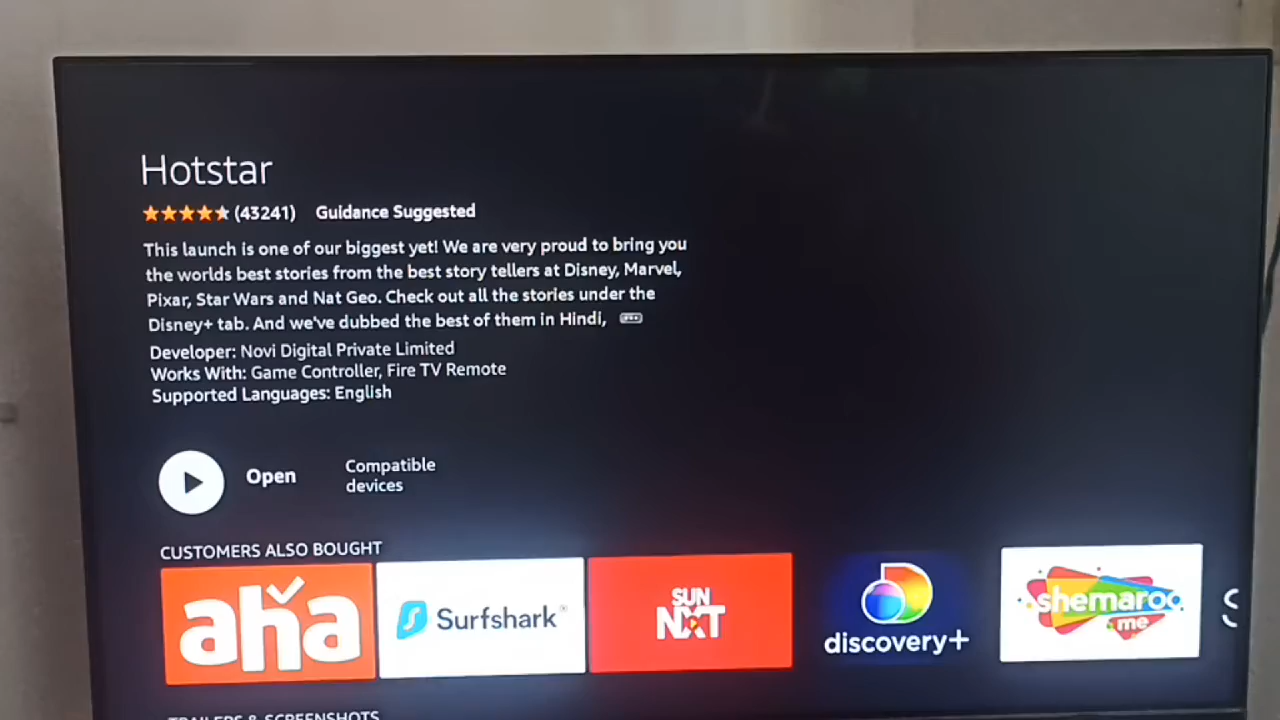 Hotstar
(43241) Guidance Suggested
This launch is one of our biggest yet! We are very proud to bring you
the worlds best stories from the best story tellers at Disney, Marvel,
Pixar, Star Wars and Nat Geo. Check out all the stories under the
Disney+ tab. And we've dubbed the best of them in Hindi,
Developer: Novi Digital Private Limited
Works With: Game Controller, Fire TV Remote
Supported Languages: English
Open
Compatible
devices
CUSTOMERS ALSO BOUGHT
aha
Surfshark®
SUN
NXT
discovery+
shemaroo
me
TRAILERS & SCREENSHOTS